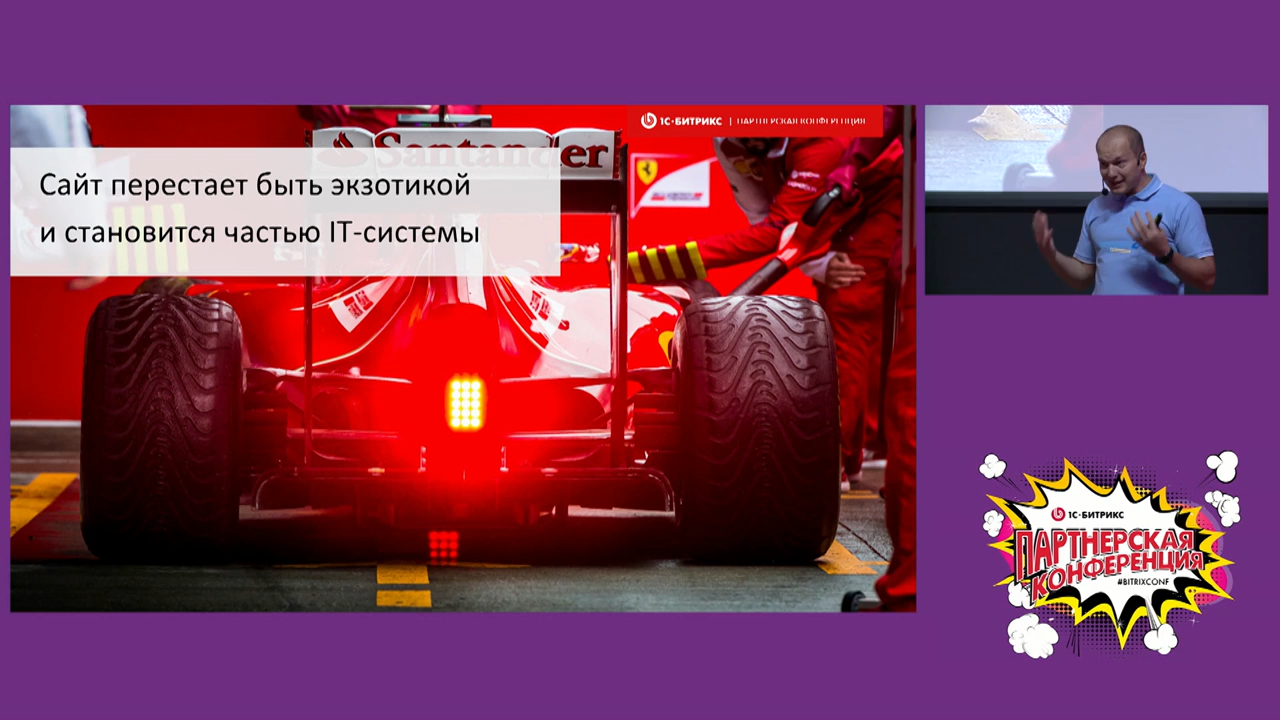 1С-БИТРИКС | ПАРТНЕРСКАЯ КОНФЕРЕНЦИЯ
Santander
Сайт перестает быть экзотикой
и становится частью IT-системы
1С-БИТРИКС
ПАРТНЕРСКАЯ
КОНФЕРЕНЦИЯ
#BITRIXCONF